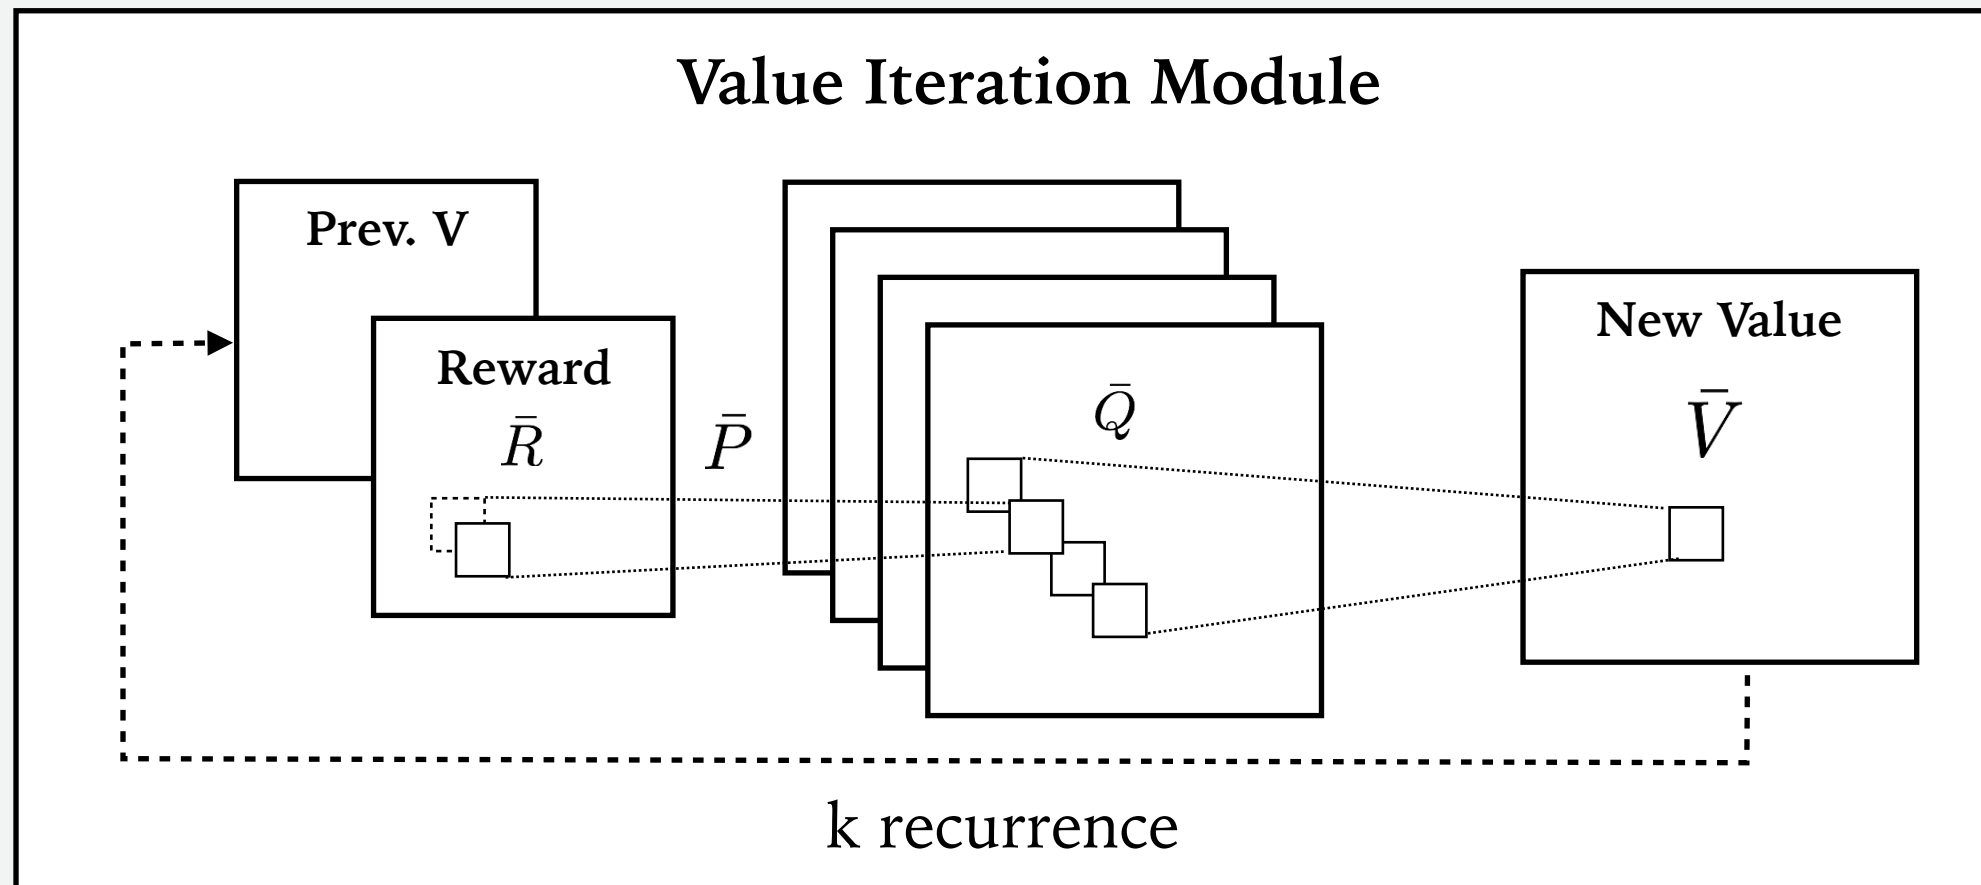 Value Iteration Module
Prev. V
Reward
R̄
P̄
Q̄
New Value
V̄
k recurrence